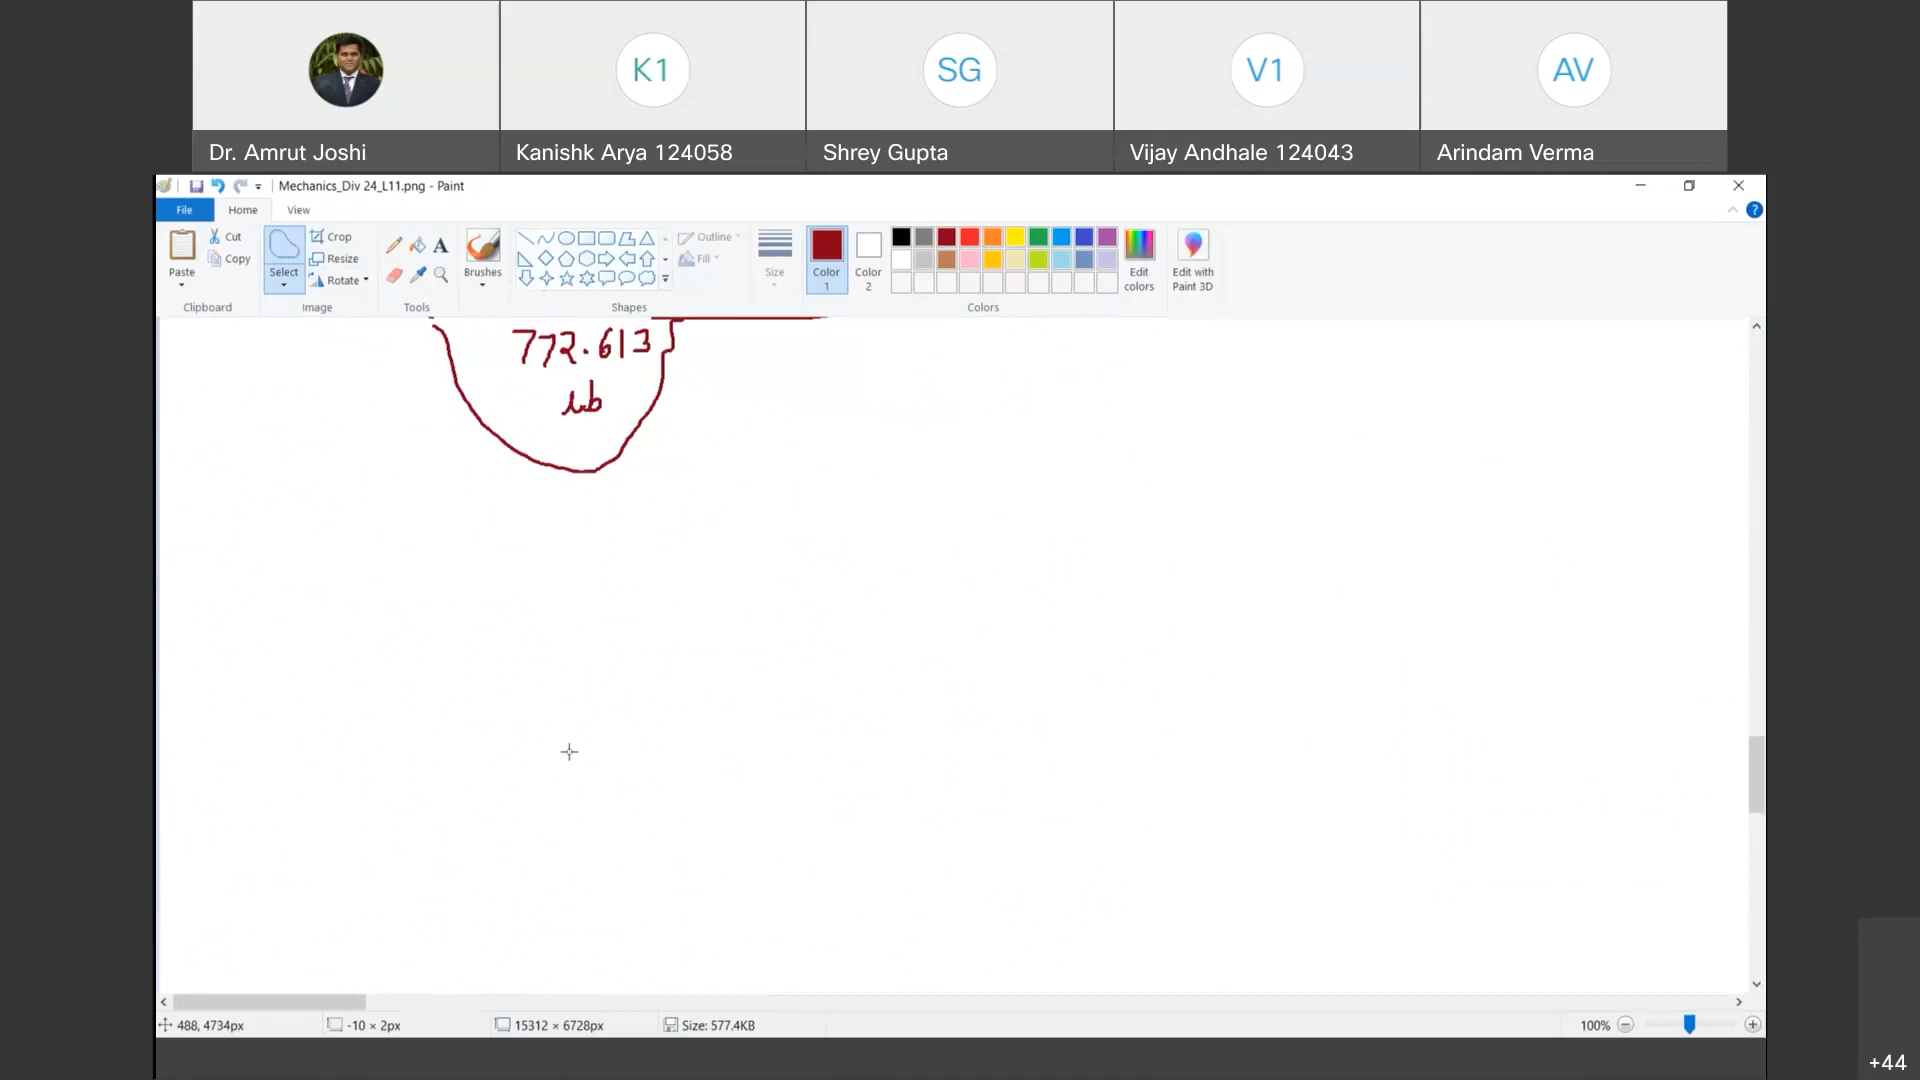 K1
SG
V1
AV
Dr. Amrut Joshi
Kanishk Arya 124058
Shrey Gupta
Vijay Andhale 124043
Arindam Verma
Mechanics_Div 24_L11.png - Paint
File
Home
View
Paste
Cut
Copy
Clipboard
Select
Crop
Resize
Rotate
Image
A
Tools
Brushes
Outline
Fill
Shapes
Size
Color
1
Color
2
Edit
colors
Colors
Edit with
Paint 3D
?
772.613
lb
488, 4734px
-10 × 2px
15312 × 6728px
Size: 577.4KB
100%
+44